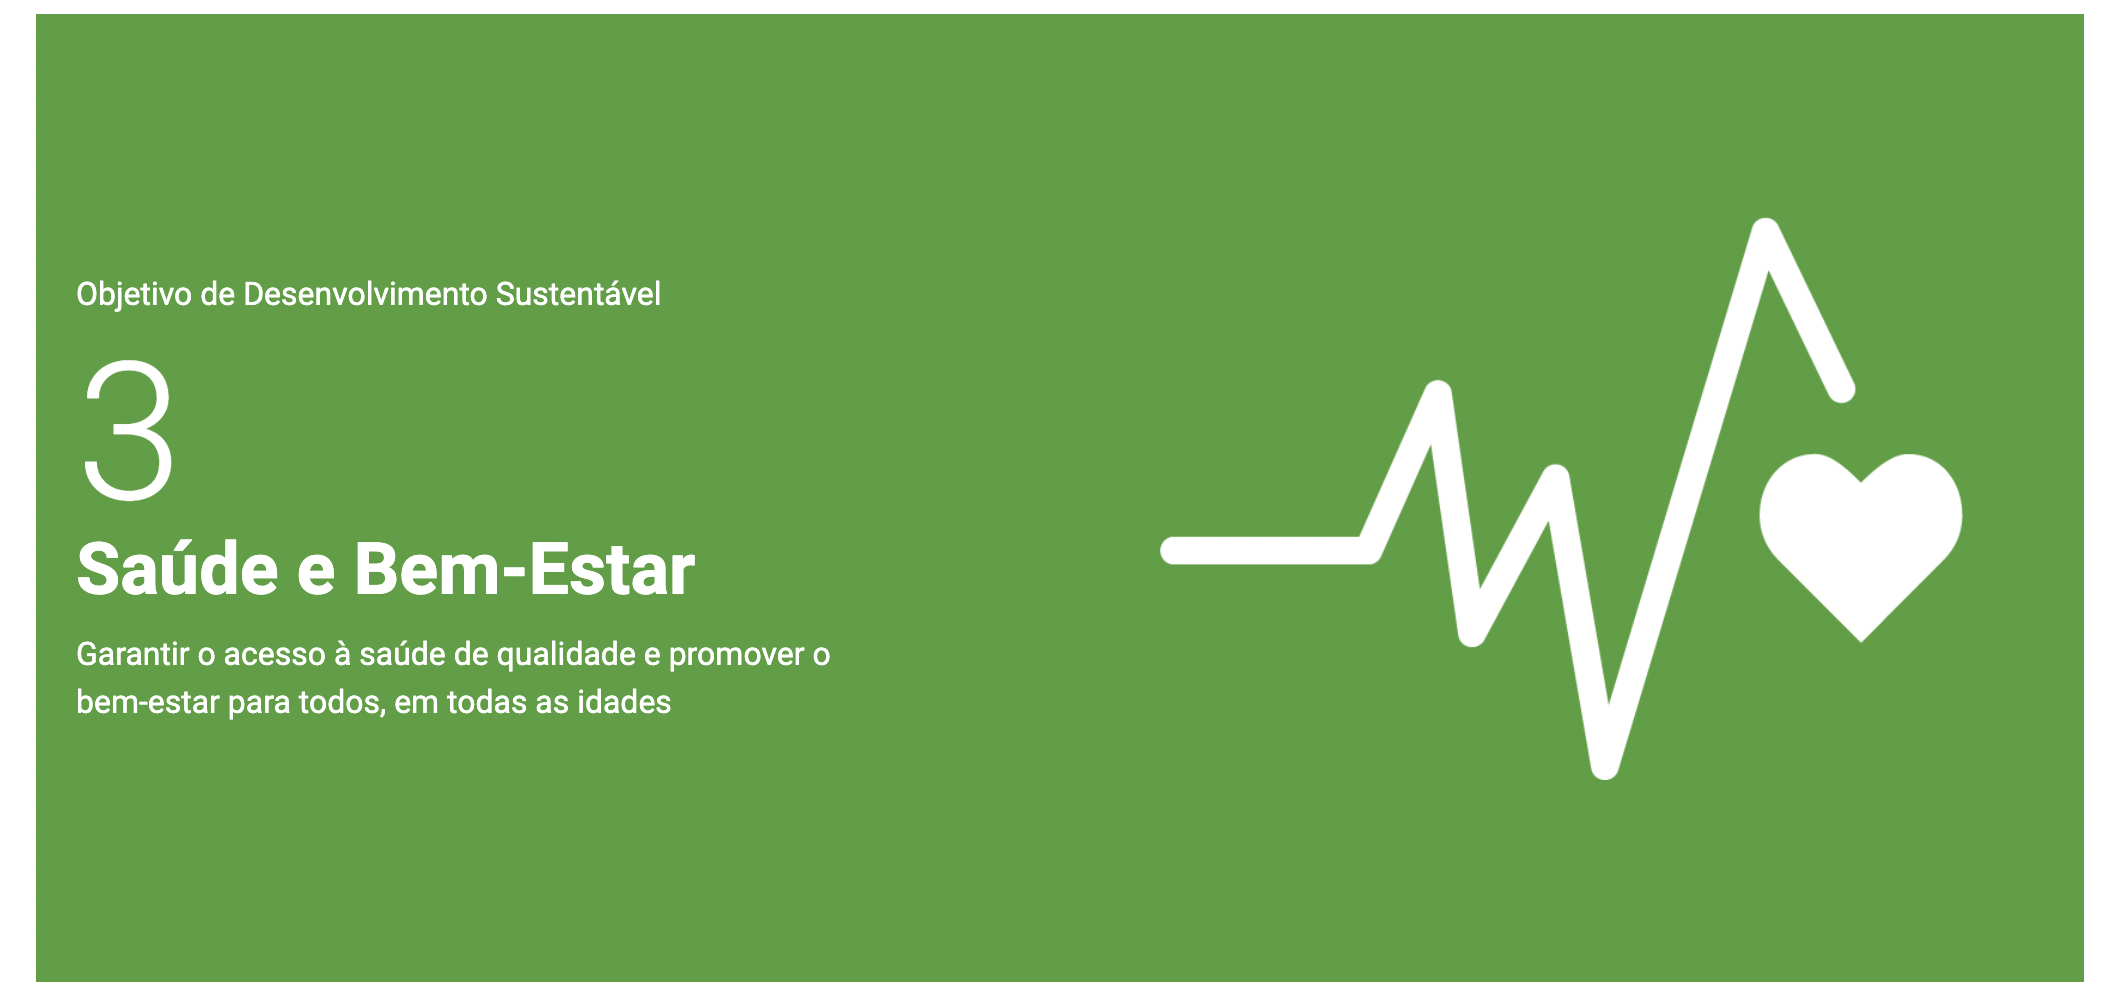 Objetivo de Desenvolvimento Sustentável
3
Saúde e Bem-Estar
Garantir o acesso à saúde de qualidade e promover o
bem-estar para todos, em todas as idades